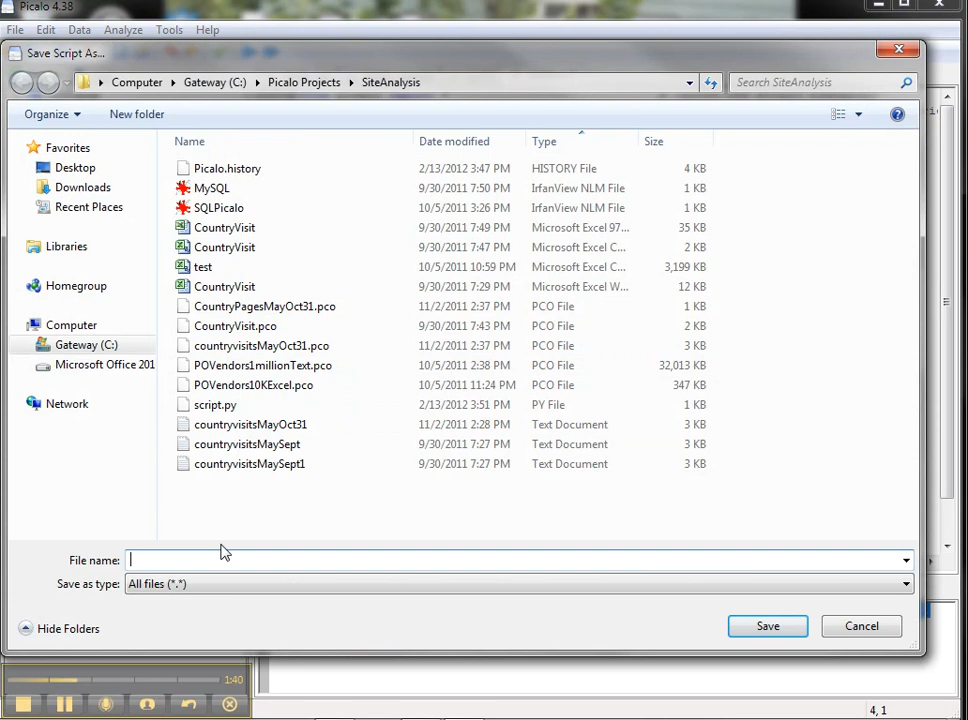 Picalo 4.38
File Edit Data Analyze Tools Help
Save Script As...
Computer Gateway (C:) Picalo Projects SiteAnalysis
Search SiteAnalysis
Organize New folder
Name Date modified Type Size
Favorites
Desktop
Downloads
Recent Places
Libraries
Homegroup
Computer
Gateway (C:)
Microsoft Office 201
Network
Picalo.history 2/13/2012 3:47 PM HISTORY File 4 KB
MySQL 9/30/2011 7:50 PM IrfanView NLM File 1 KB
SQLPicalo 10/5/2011 3:26 PM IrfanView NLM File 1 KB
CountryVisit 9/30/2011 7:49 PM Microsoft Excel 97... 35 KB
CountryVisit 9/30/2011 7:47 PM Microsoft Excel C... 2 KB
test 10/5/2011 10:59 PM Microsoft Excel C... 3,199 KB
CountryVisit 9/30/2011 7:29 PM Microsoft Excel W... 12 KB
CountryPagesMayOct31.pco 11/2/2011 2:37 PM PCO File 1 KB
CountryVisit.pco 9/30/2011 7:43 PM PCO File 2 KB
countryvisitsMayOct31.pco 11/2/2011 2:37 PM PCO File 3 KB
POVendors1millionText.pco 10/5/2011 2:38 PM PCO File 32,013 KB
POVendors10KExcel.pco 10/5/2011 11:24 PM PCO File 347 KB
script.py 2/13/2012 3:51 PM PY File 1 KB
countryvisitsMayOct31 11/2/2011 2:28 PM Text Document 3 KB
countryvisitsMaySept 9/30/2011 7:27 PM Text Document 3 KB
countryvisitsMaySept1 9/30/2011 7:27 PM Text Document 3 KB
File name:
Save as type: All files (*.*)
Hide Folders Save Cancel
1:40
4, 1